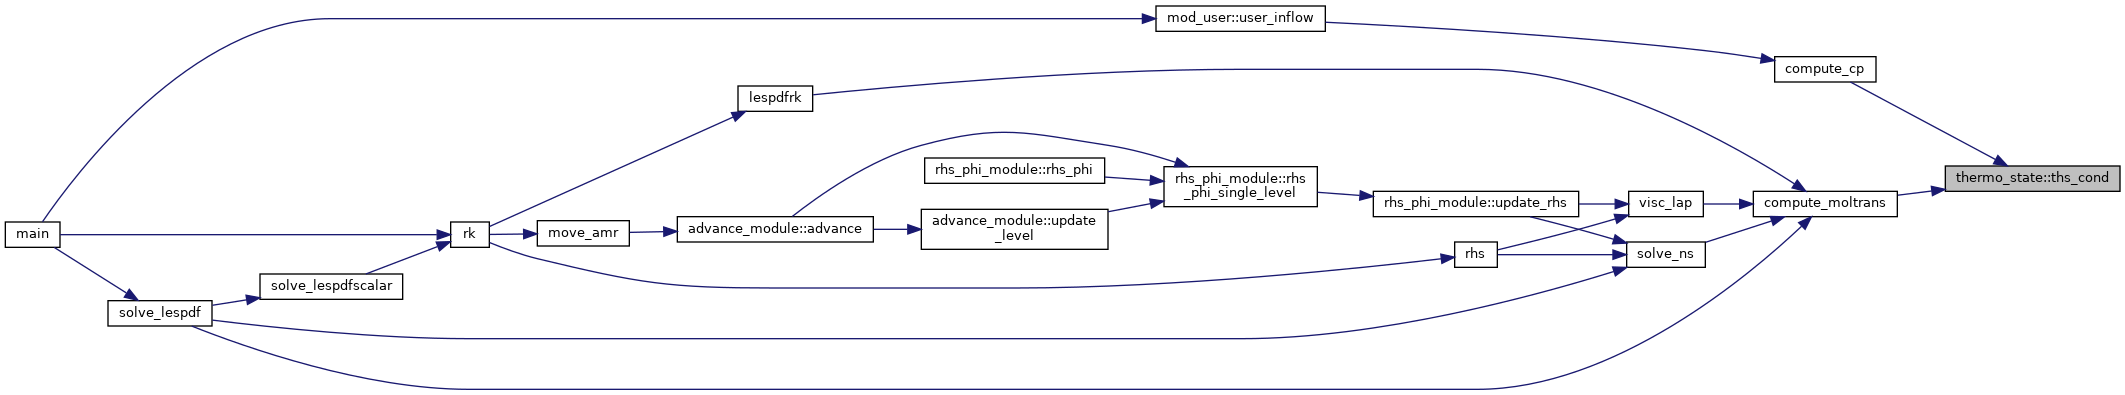 mod_user::user_inflow
compute_cp
lespdfrk
rhs_phi_module::rhs_phi
rhs_phi_module::rhs
_phi_single_level
thermo_state::ths_cond
rhs_phi_module::update_rhs
visc_lap
compute_moltrans
main
rk
move_amr
advance_module::advance
advance_module::update
_level
rhs
solve_ns
solve_lespdfscalar
solve_lespdf